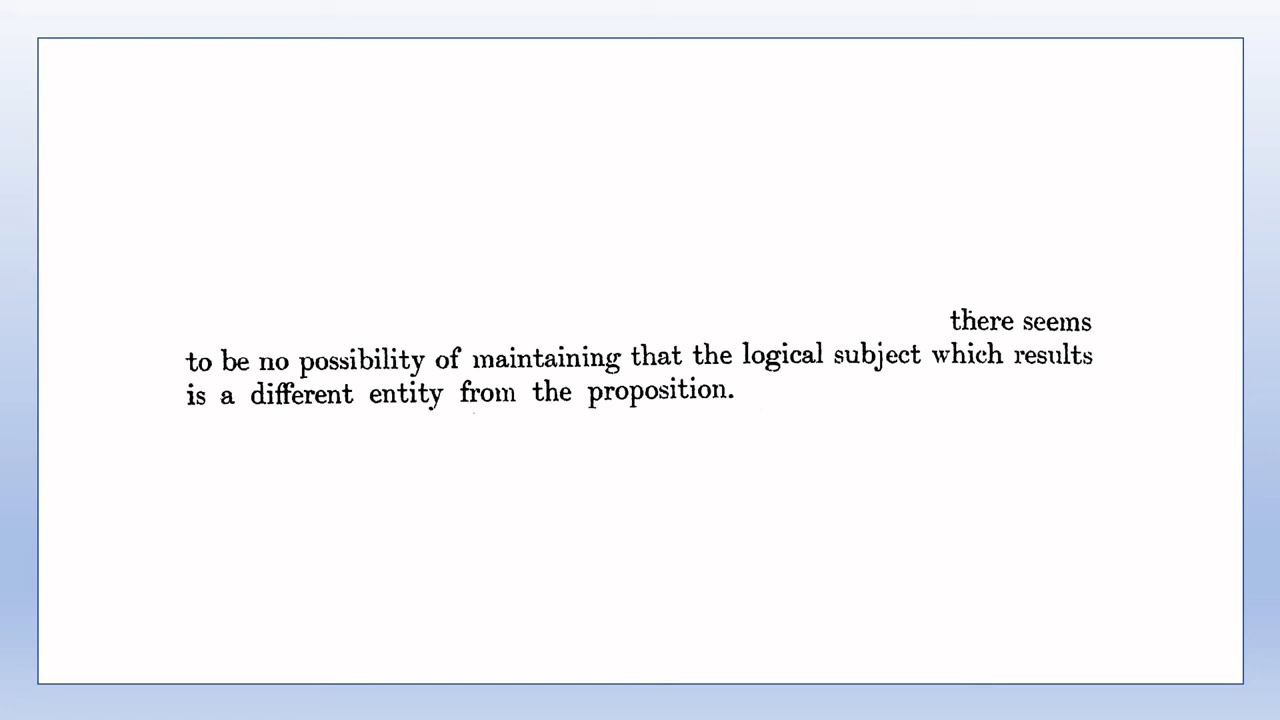 there seems
to be no possibility of maintaining that the logical subject which results
is a different entity from the proposition.